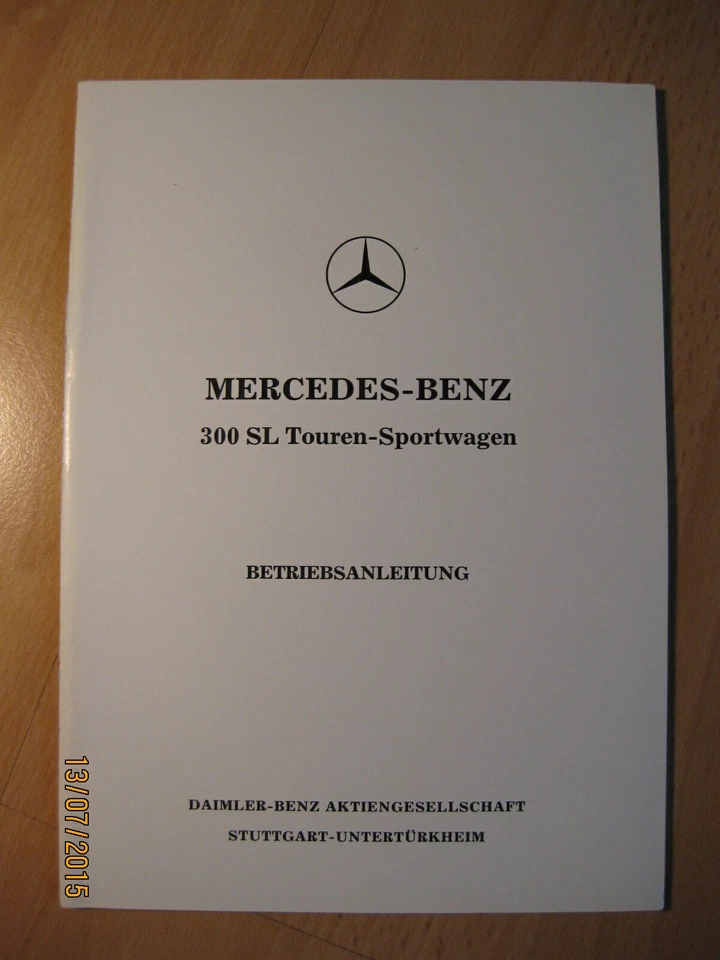 MERCEDES-BENZ
300 SL Touren-Sportwagen
BETRIEBSANLEITUNG
DAIMLER-BENZ AKTIENGESELLSCHAFT
STUTTGART-UNTERTÜRKHEIM
13/07/2015